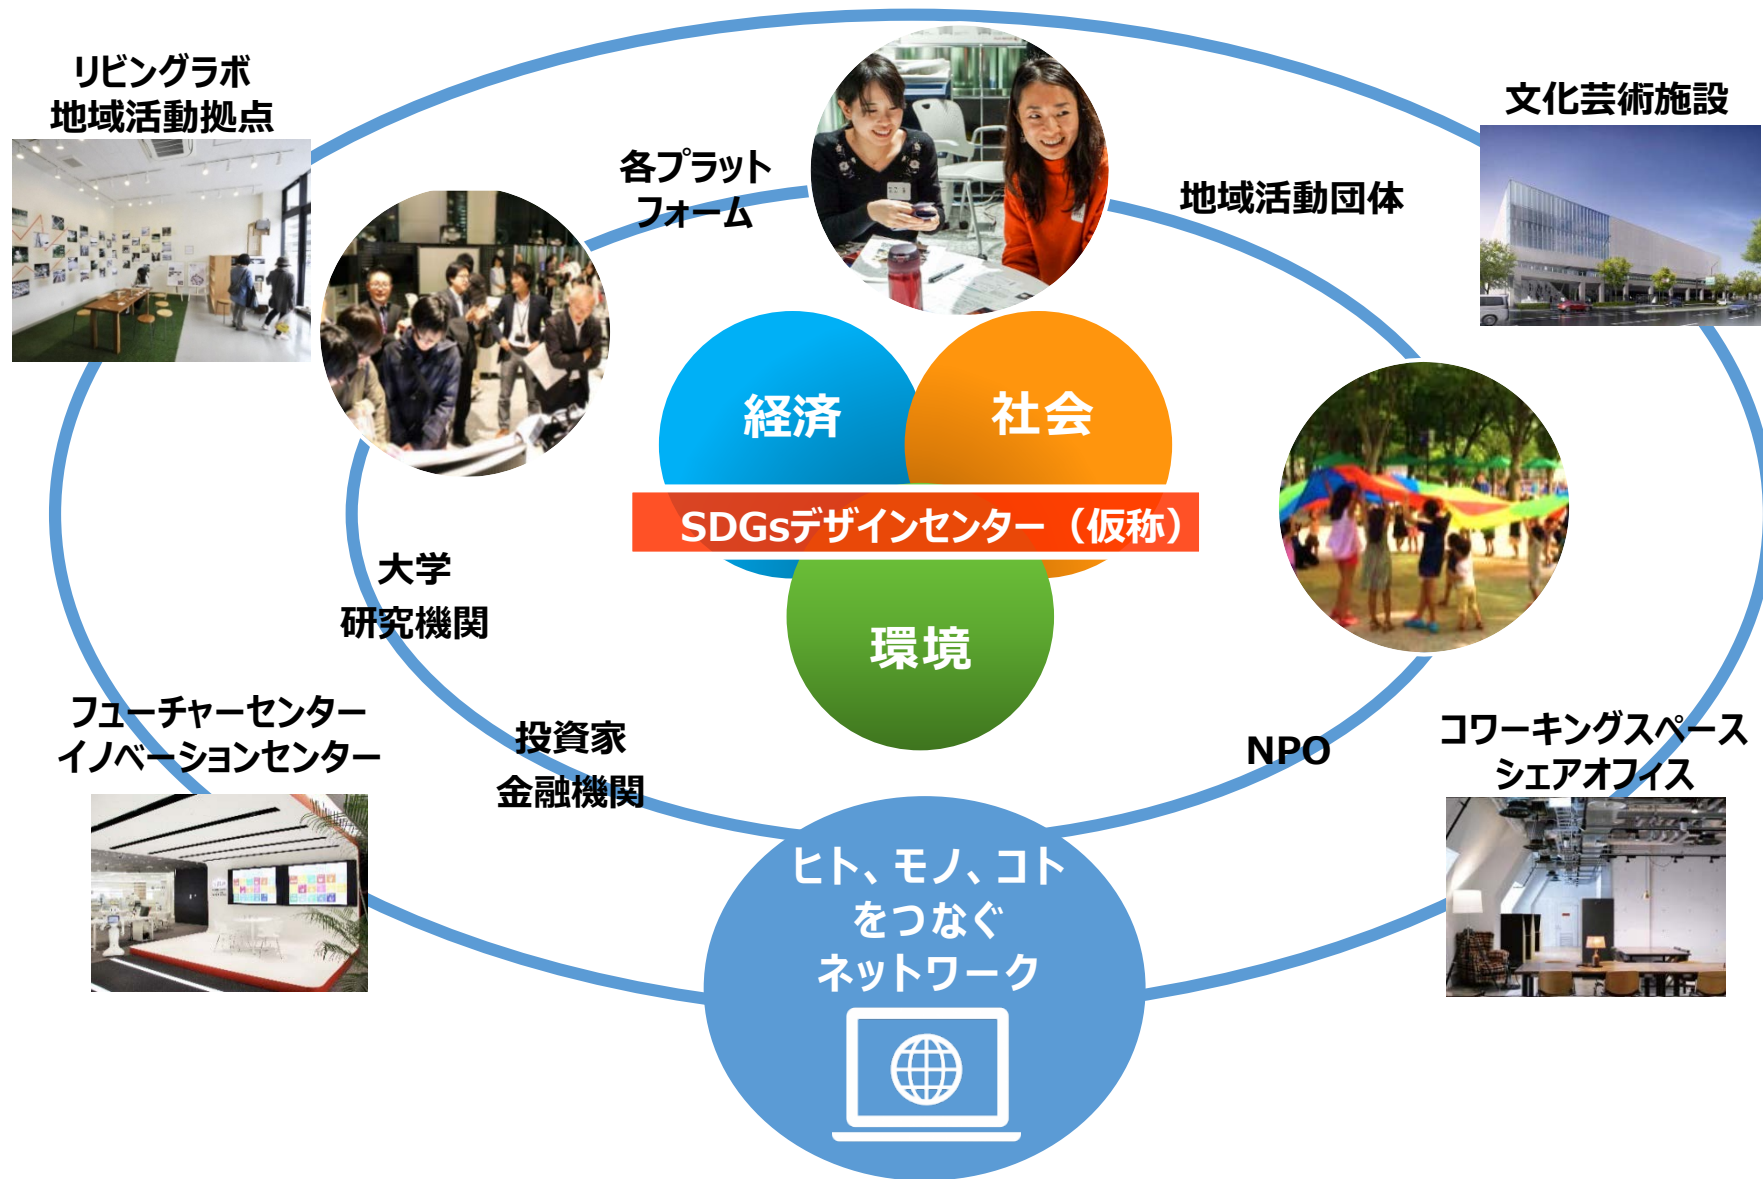 リビングラボ
地域活動拠点
文化芸術施設
各プラット
フォーム
地域活動団体
経済
社会
SDGsデザインセンター（仮称）
環境
大学
研究機関
フューチャーセンター
イノベーションセンター
投資家
金融機関
NPO
コワーキングスペース
シェアオフィス
ヒト、モノ、コト
をつなぐ
ネットワーク